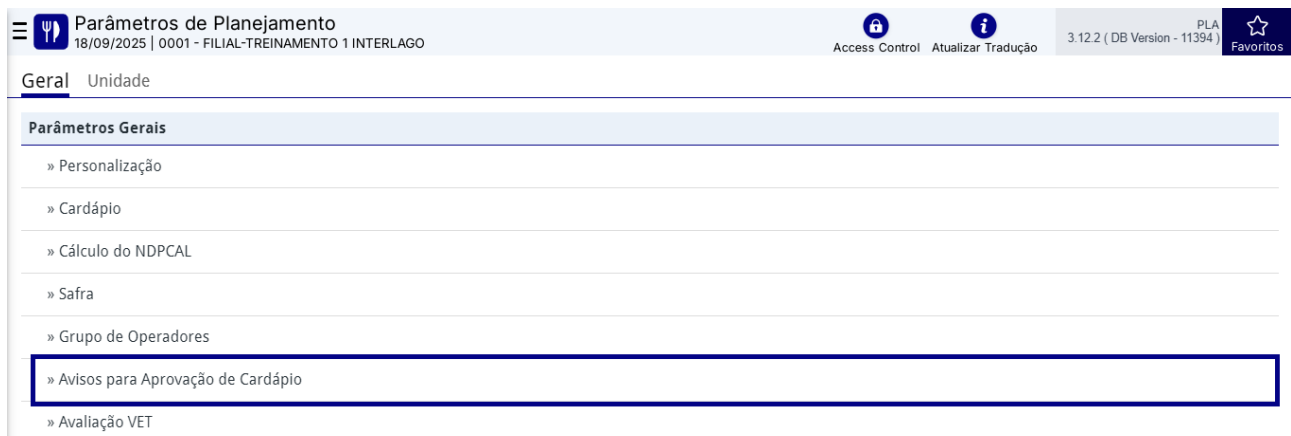 Parâmetros de Planejamento
18/09/2025 | 0001 - FILIAL-TREINAMENTO 1 INTERLAGO
Access Control
Atualizar Tradução
PLA
3.12.2 ( DB Version - 11394 )
Favoritos
Geral Unidade
Parâmetros Gerais
» Personalização
» Cardápio
» Cálculo do NDPCAL
» Safra
» Grupo de Operadores
» Avisos para Aprovação de Cardápio
» Avaliação VET